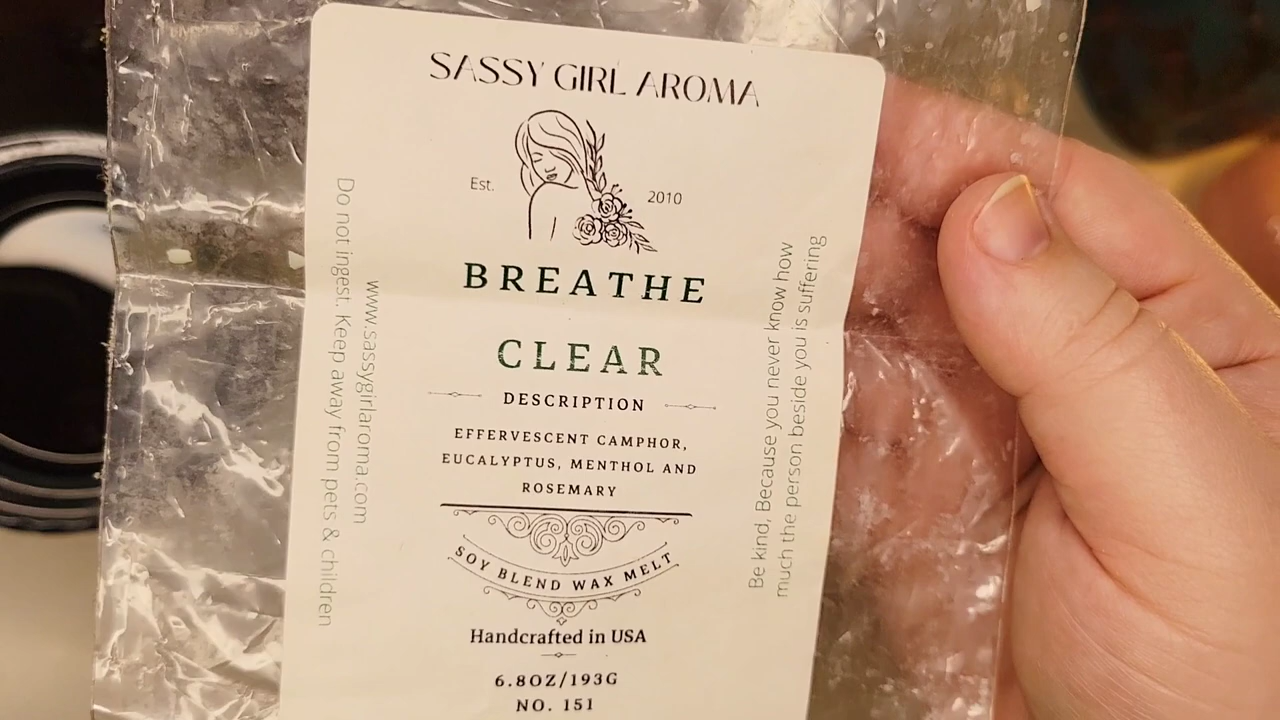 SASSY GIRL AROMA
Est. 2010
BREATHE
CLEAR
DESCRIPTION
EFFERVESCENT CAMPHOR,
EUCALYPTUS, MENTHOL AND
ROSEMARY
SOY BLEND WAX MELT
Handcrafted in USA
6.8OZ/193G
NO. 151
www.sassygirlaroma.com
Do not ingest. Keep away from pets & children
Be kind, Because you never know how
much the person beside you is suffering